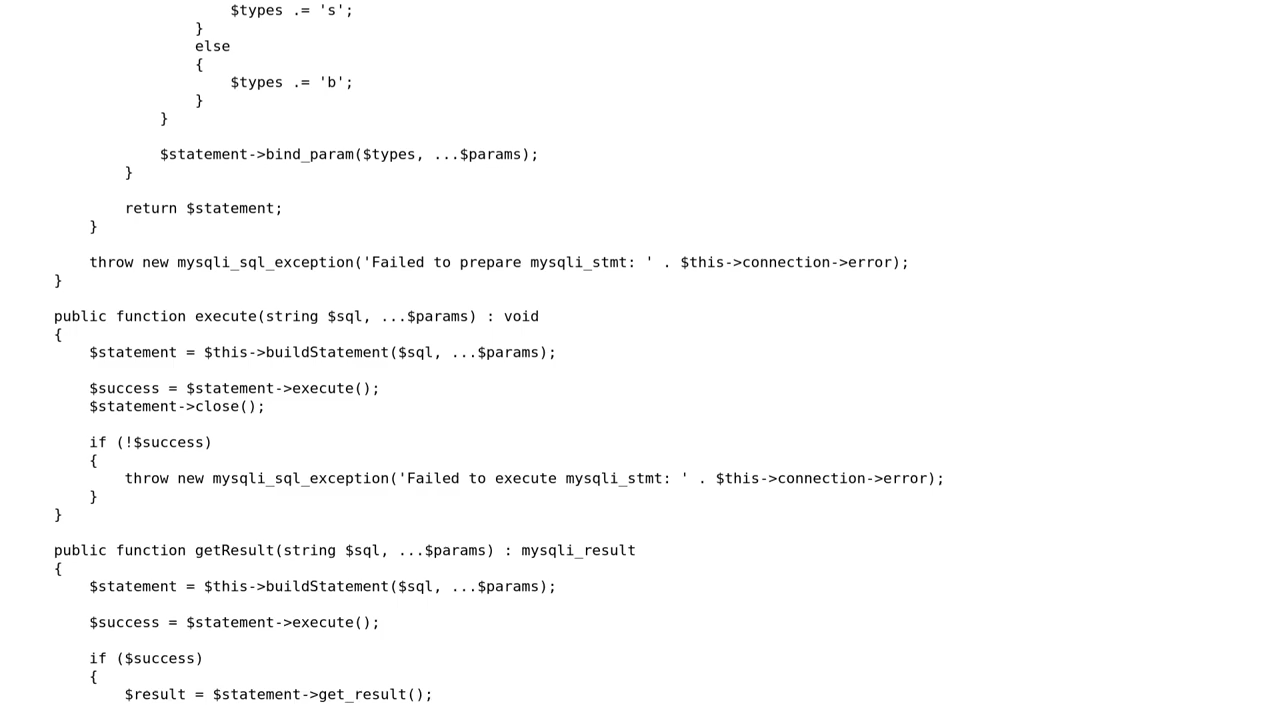 $types .= 's';
}
else
{
$types .= 'b';
}
}
$statement->bind_param($types, ...$params);
}
return $statement;
}
throw new mysqli_sql_exception('Failed to prepare mysqli_stmt: ' . $this->connection->error);
}
public function execute(string $sql, ...$params) : void
{
$statement = $this->buildStatement($sql, ...$params);
$success = $statement->execute();
$statement->close();
if (!$success)
{
throw new mysqli_sql_exception('Failed to execute mysqli_stmt: ' . $this->connection->error);
}
}
public function getResult(string $sql, ...$params) : mysqli_result
{
$statement = $this->buildStatement($sql, ...$params);
$success = $statement->execute();
if ($success)
{
$result = $statement->get_result();